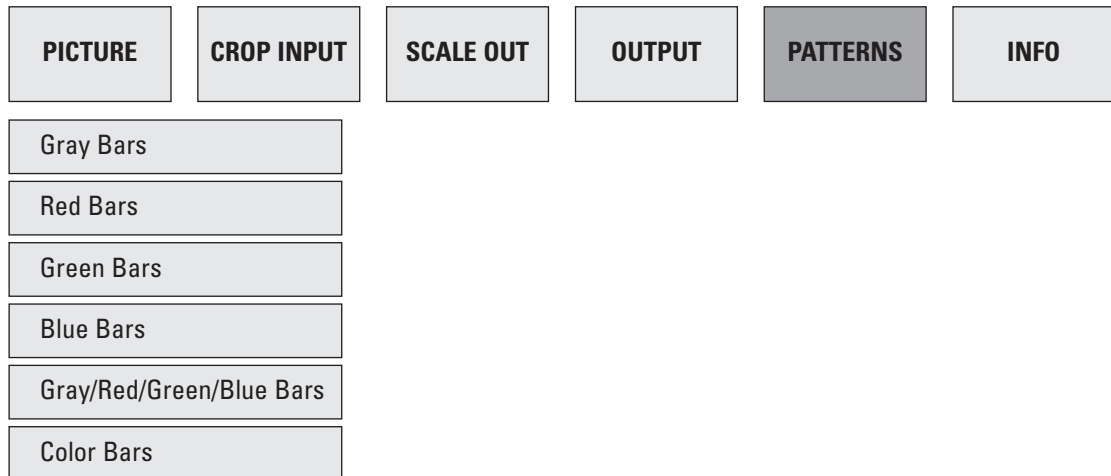 PICTURE CROP INPUT SCALE OUT OUTPUT PATTERNS INFO
Gray Bars
Red Bars
Green Bars
Blue Bars
Gray/Red/Green/Blue Bars
Color Bars